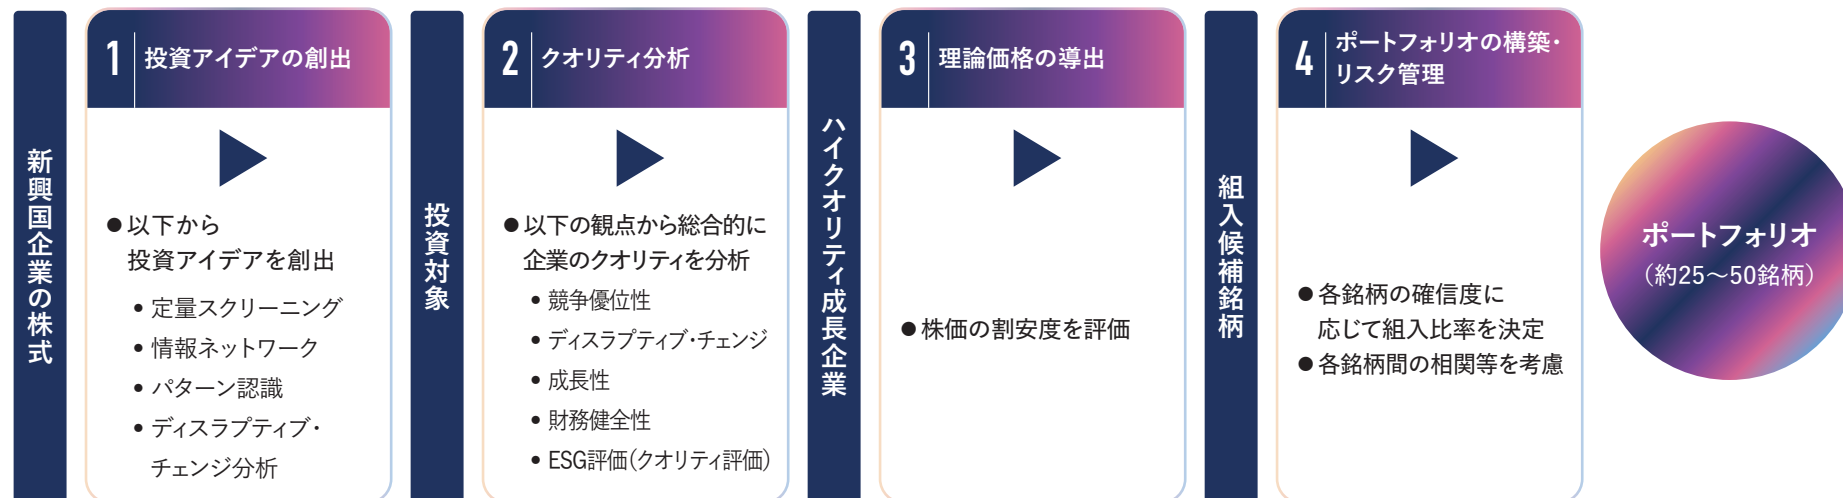 新興国企業の株式
1 投資アイデアの創出
● 以下から
投資アイデアを創出
• 定量スクリーニング
• 情報ネットワーク
• パターン認識
• ディスラプティブ・
チェンジ分析
投資対象
2 クオリティ分析
● 以下の観点から総合的に
企業のクオリティを分析
• 競争優位性
• ディスラプティブ・チェンジ
• 成長性
• 財務健全性
• ESG評価(クオリティ評価)
ハイクオリティ成長企業
3 理論価格の導出
● 株価の割安度を評価
組入候補銘柄
4 ポートフォリオの構築・
リスク管理
● 各銘柄の確信度に
応じて組入比率を決定
● 各銘柄間の相関等を考慮
ポートフォリオ
(約25〜50銘柄)